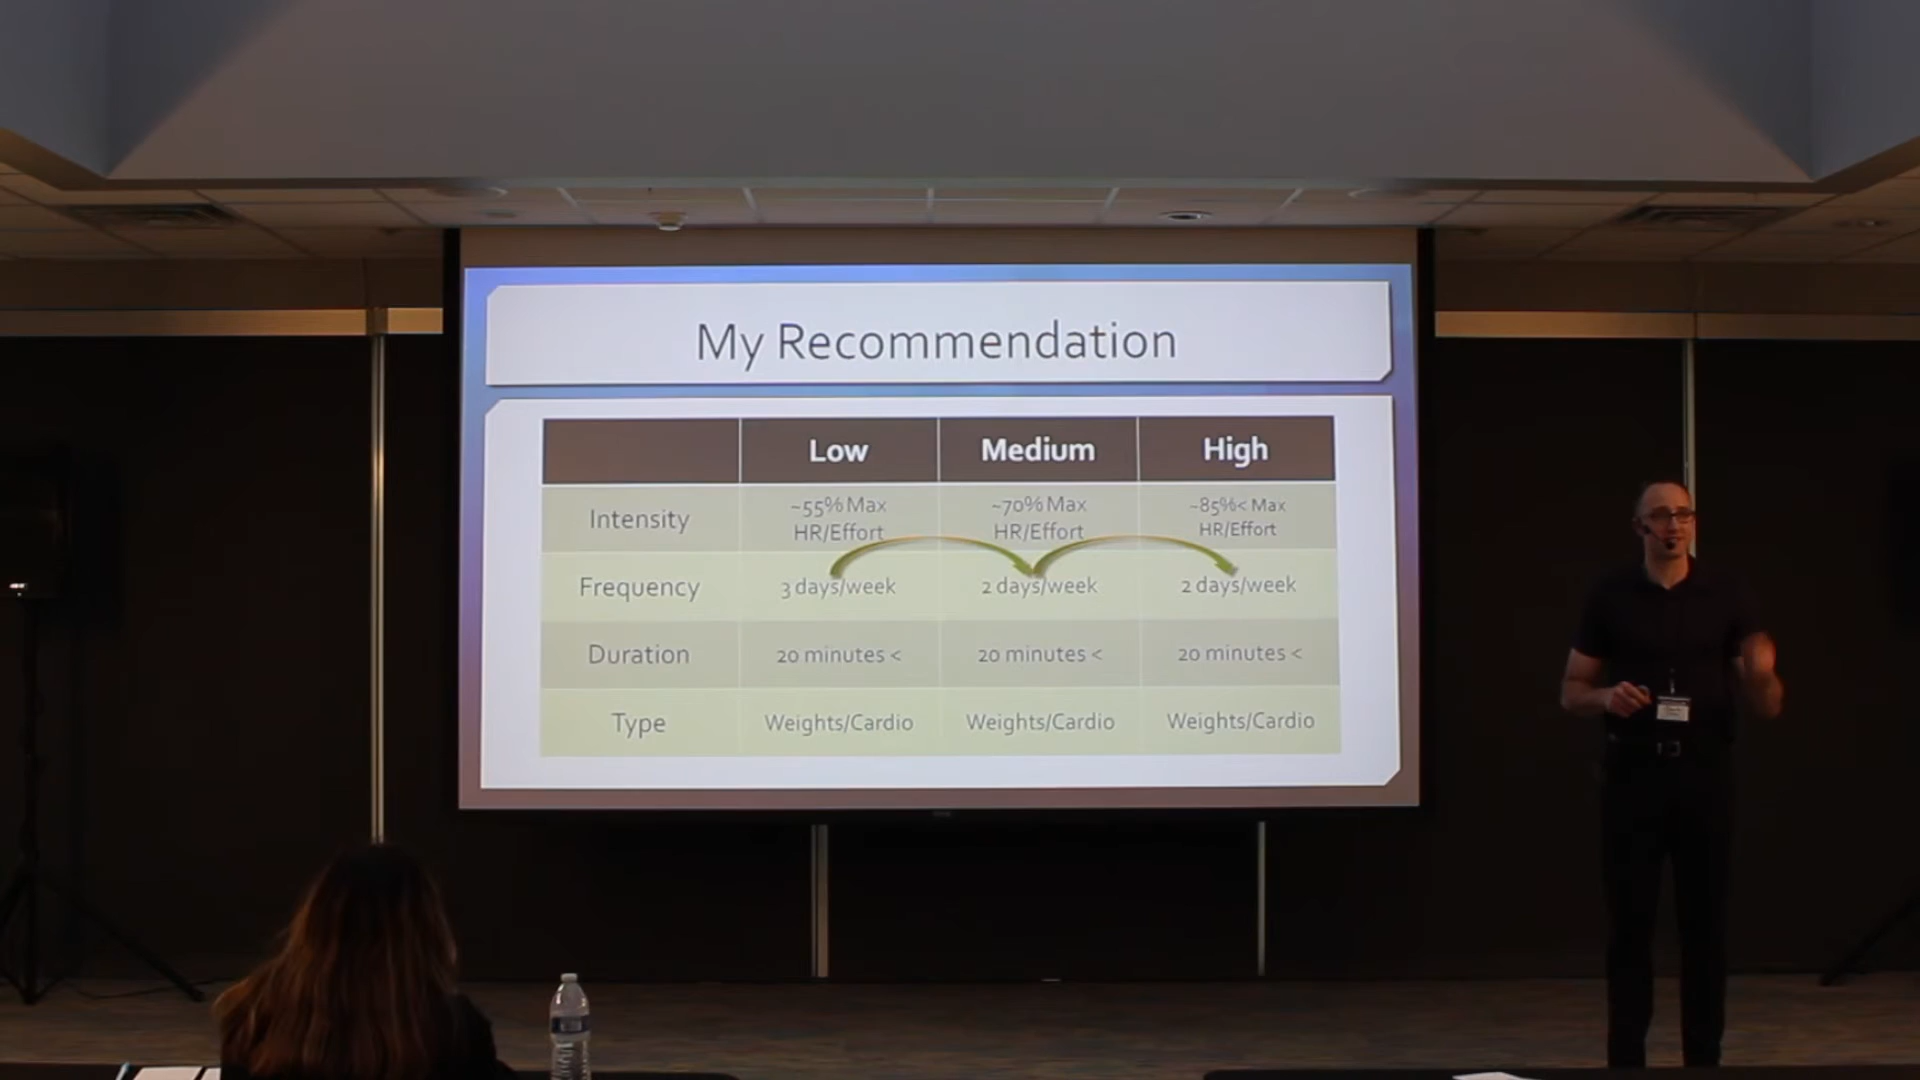 My Recommendation
Low Medium High
Intensity ~55% Max HR/Effort ~70% Max HR/Effort ~85%< Max HR/Effort
Frequency 3 days/week 2 days/week 2 days/week
Duration 20 minutes < 20 minutes < 20 minutes <
Type Weights/Cardio Weights/Cardio Weights/Cardio